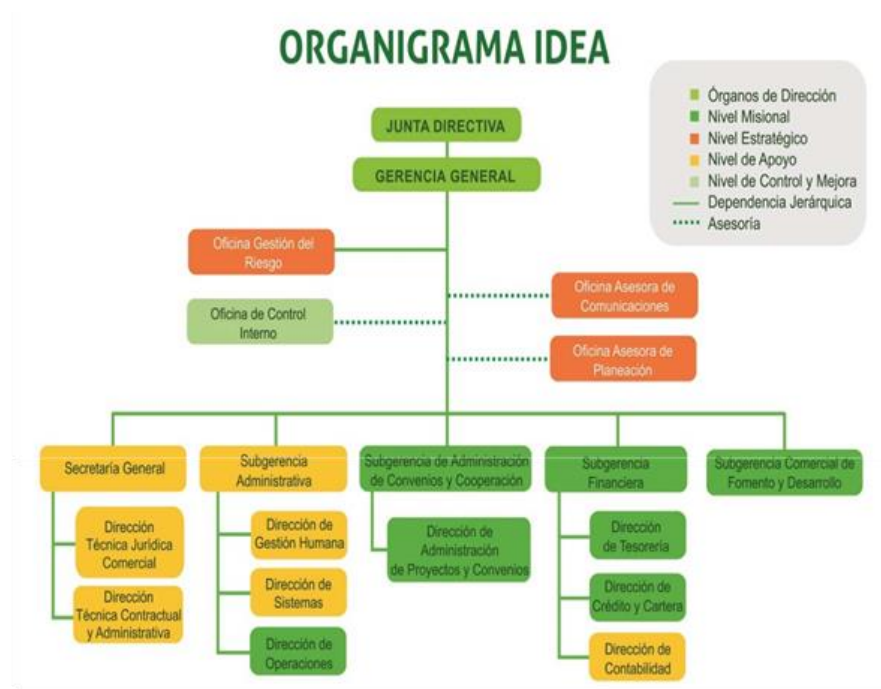 ORGANIGRAMA IDEA
Órganos de Dirección
Nivel Misional
Nivel Estratégico
Nivel de Apoyo
Nivel de Control y Mejora
Dependencia Jerárquica
Asesoría
JUNTA DIRECTIVA
GERENCIA GENERAL
Oficina Gestión del
Riesgo
Oficina Asesora de
Comunicaciones
Oficina de Control
Interno
Oficina Asesora de
Planeación
Secretaría General
Subgerencia
Administrativa
Subgerencia de Administración
de Convenios y Cooperación
Subgerencia
Financiera
Subgerencia Comercial de
Fomento y Desarrollo
Dirección
Técnica Jurídica
Comercial
Dirección
Técnica Contractual
y Administrativa
Dirección de
Gestión Humana
Dirección de
Sistemas
Dirección de
Operaciones
Dirección de
Administración
de Proyectos y Convenios
Dirección
de Tesorería
Dirección de
Crédito y Cartera
Dirección de
Contabilidad